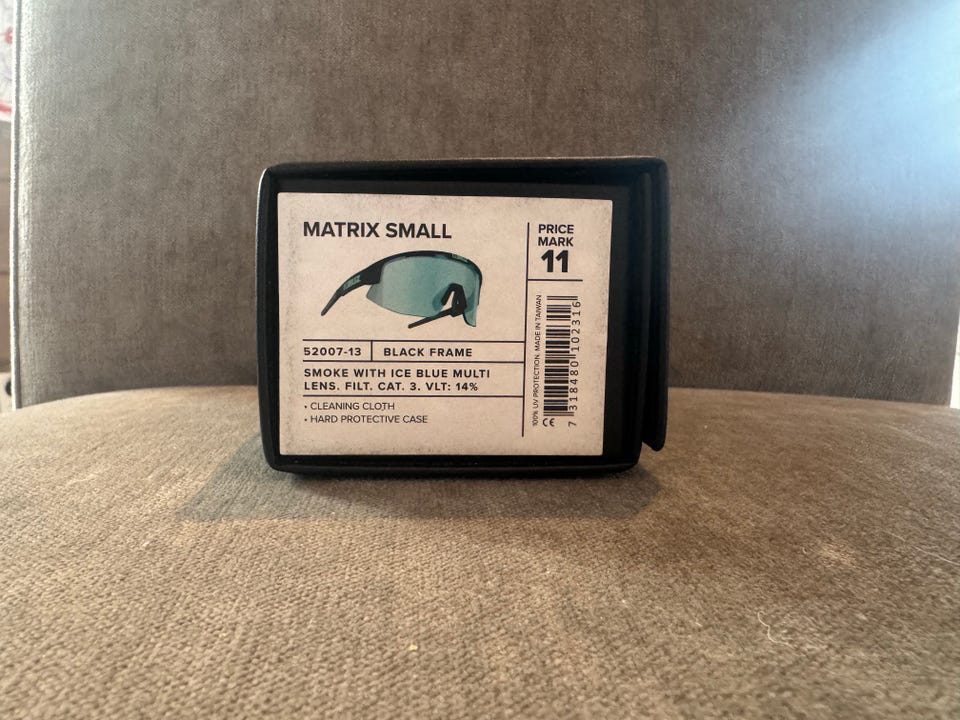 MATRIX SMALL
52007-13
BLACK FRAME
SMOKE WITH ICE BLUE MULTI
LENS. FILT. CAT. 3. VLT: 14%
• CLEANING CLOTH
• HARD PROTECTIVE CASE
PRICE
MARK
11
100% UV PROTECTION. MADE IN TAIWAN
CE
7 318480 102316